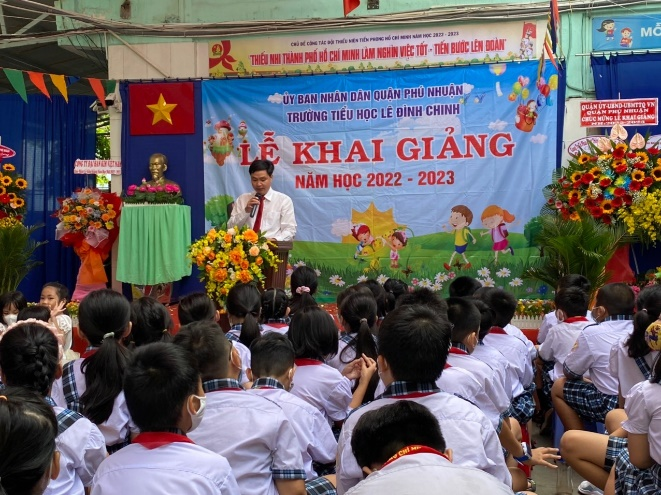 CHỦ ĐỀ CÔNG TÁC ĐỘI THIẾU NIÊN TIỀN PHONG HỒ CHÍ MINH NĂM HỌC 2022 - 2023
"THIẾU NHI THÀNH PHỐ HỒ CHÍ MINH LÀM NGHÌN VIỆC TỐT - TIẾN BƯỚC LÊN ĐOÀN"
ỦY BAN NHÂN DÂN QUẬN PHÚ NHUẬN
TRƯỜNG TIỂU HỌC LÊ ĐÌNH CHINH
LỄ KHAI GIẢNG
NĂM HỌC 2022 - 2023
QUẬN ỦY-UBND-UBMTTQ VN
QUẬN PHÚ NHUẬN
CHÚC MỪNG LỄ KHAI GIẢNG